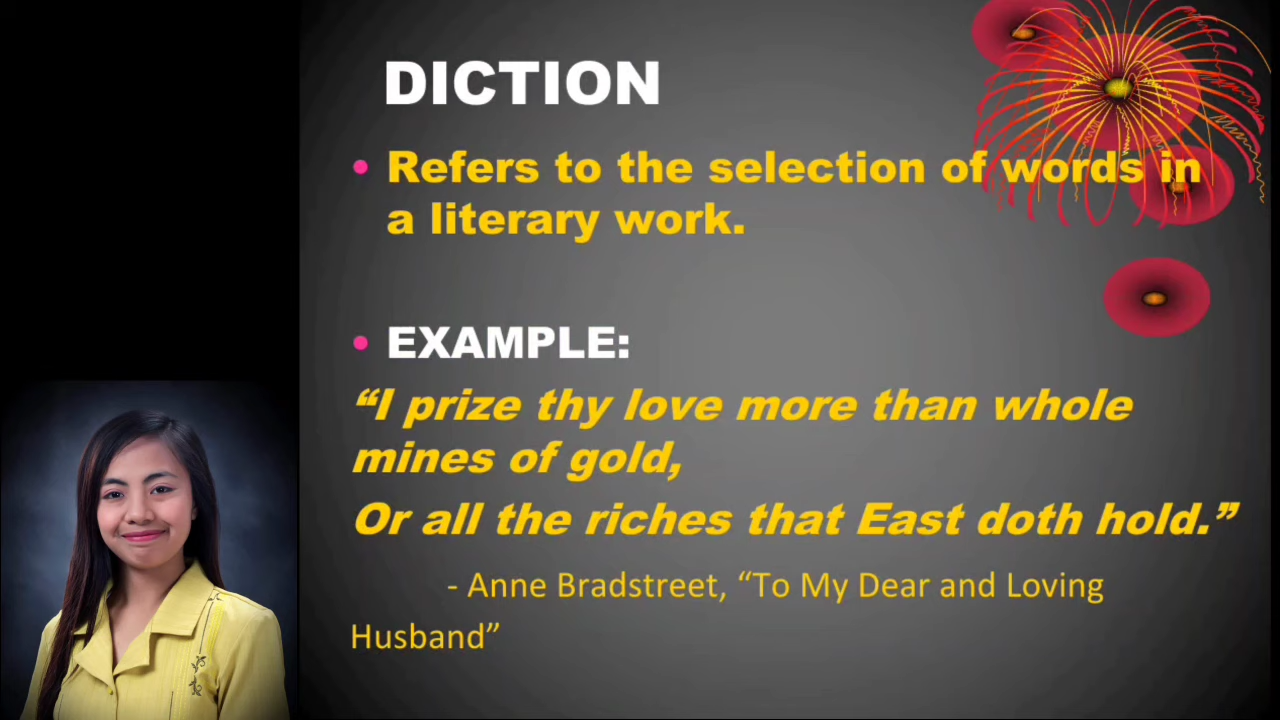 DICTION
• Refers to the selection of words in
a literary work.
• EXAMPLE:
“I prize thy love more than whole
mines of gold,
Or all the riches that East doth hold.”
- Anne Bradstreet, “To My Dear and Loving
Husband”